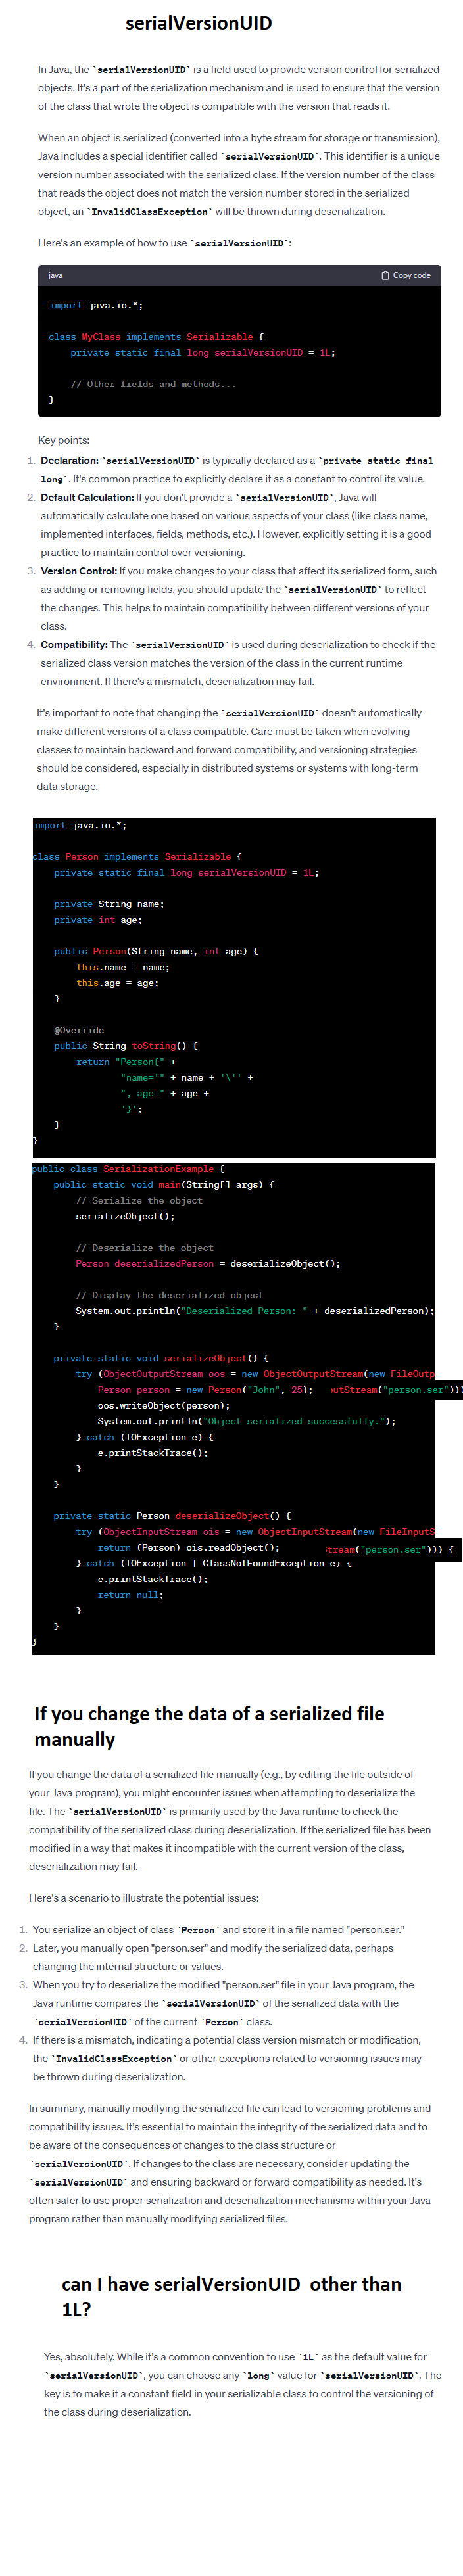 serialVersionUID
In Java, the `serialVersionUID` is a field used to provide version control for serialized
objects. It's a part of the serialization mechanism and is used to ensure that the version
of the class that wrote the object is compatible with the version that reads it.
When an object is serialized (converted into a byte stream for storage or transmission),
Java includes a special identifier called `serialVersionUID`. This identifier is a unique
version number associated with the serialized class. If the version number of the class
that reads the object does not match the version number stored in the serialized
object, an `InvalidClassException` will be thrown during deserialization.
Here's an example of how to use `serialVersionUID`:
java Copy code
import java.io.*;
class MyClass implements Serializable {
private static final long serialVersionUID = 1L;
// Other fields and methods...
}
Key points:
1. Declaration: `serialVersionUID` is typically declared as a `private static final
long`. It's common practice to explicitly declare it as a constant to control its value.
2. Default Calculation: If you don't provide a `serialVersionUID`, Java will
automatically calculate one based on various aspects of your class (like class name,
implemented interfaces, fields, methods, etc.). However, explicitly setting it is a good
practice to maintain control over versioning.
3. Version Control: If you make changes to your class that affect its serialized form, such
as adding or removing fields, you should update the `serialVersionUID` to reflect
the changes. This helps to maintain compatibility between different versions of your
class.
4. Compatibility: The `serialVersionUID` is used during deserialization to check if the
serialized class version matches the version of the class in the current runtime
environment. If there's a mismatch, deserialization may fail.
It's important to note that changing the `serialVersionUID` doesn't automatically
make different versions of a class compatible. Care must be taken when evolving
classes to maintain backward and forward compatibility, and versioning strategies
should be considered, especially in distributed systems or systems with long-term
data storage.
import java.io.*;
class Person implements Serializable {
private static final long serialVersionUID = 1L;
private String name;
private int age;
public Person(String name, int age) {
this.name = name;
this.age = age;
}
@Override
public String toString() {
return "Person{" +
"name='" + name + '\'' +
", age=" + age +
'}';
}
}
public class SerializationExample {
public static void main(String[] args) {
// Serialize the object
serializeObject();
// Deserialize the object
Person deserializedPerson = deserializeObject();
// Display the deserialized object
System.out.println("Deserialized Person: " + deserializedPerson);
}
private static void serializeObject() {
try (ObjectOutputStream oos = new ObjectOutputStream(new FileOutp
Person person = new Person("John", 25); utStream("person.ser")))
oos.writeObject(person);
System.out.println("Object serialized successfully.");
} catch (IOException e) {
e.printStackTrace();
}
}
private static Person deserializeObject() {
try (ObjectInputStream ois = new ObjectInputStream(new FileInputS
return (Person) ois.readObject(); tream("person.ser"))) {
} catch (IOException | ClassNotFoundException e) {
e.printStackTrace();
return null;
}
}
}
If you change the data of a serialized file
manually
If you change the data of a serialized file manually (e.g., by editing the file outside of
your Java program), you might encounter issues when attempting to deserialize the
file. The `serialVersionUID` is primarily used by the Java runtime to check the
compatibility of the serialized class during deserialization. If the serialized file has been
modified in a way that makes it incompatible with the current version of the class,
deserialization may fail.
Here's a scenario to illustrate the potential issues:
1. You serialize an object of class `Person` and store it in a file named "person.ser."
2. Later, you manually open "person.ser" and modify the serialized data, perhaps
changing the internal structure or values.
3. When you try to deserialize the modified "person.ser" file in your Java program, the
Java runtime compares the `serialVersionUID` of the serialized data with the
`serialVersionUID` of the current `Person` class.
4. If there is a mismatch, indicating a potential class version mismatch or modification,
the `InvalidClassException` or other exceptions related to versioning issues may
be thrown during deserialization.
In summary, manually modifying the serialized file can lead to versioning problems and
compatibility issues. It's essential to maintain the integrity of the serialized data and to
be aware of the consequences of changes to the class structure or
`serialVersionUID`. If changes to the class are necessary, consider updating the
`serialVersionUID` and ensuring backward or forward compatibility as needed. It's
often safer to use proper serialization and deserialization mechanisms within your Java
program rather than manually modifying serialized files.
can I have serialVersionUID other than
1L?
Yes, absolutely. While it's a common convention to use `1L` as the default value for
`serialVersionUID`, you can choose any `long` value for `serialVersionUID`. The
key is to make it a constant field in your serializable class to control the versioning of
the class during deserialization.